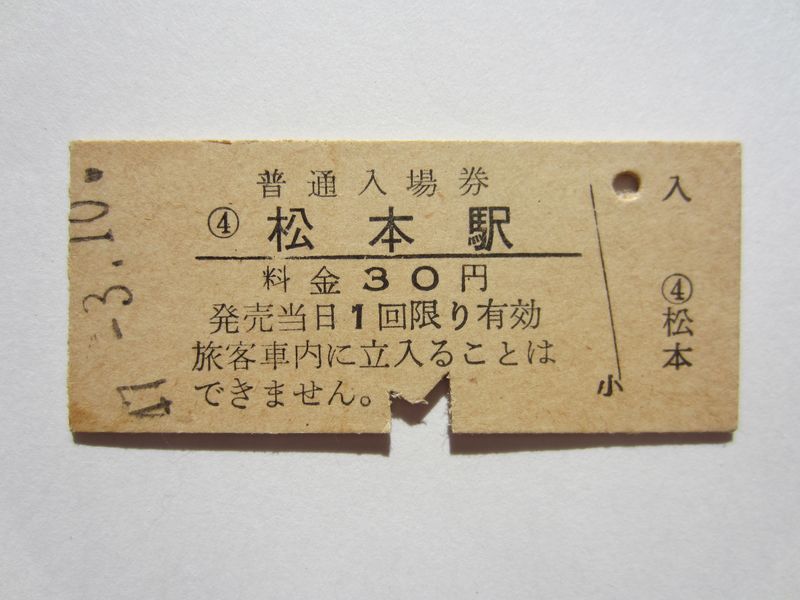 普通入場券
④ 松本駅
料金30円
発売当日1回限り有効
旅客車内に立入ることは
できません。
小
入
④
松本
47.-3.10.